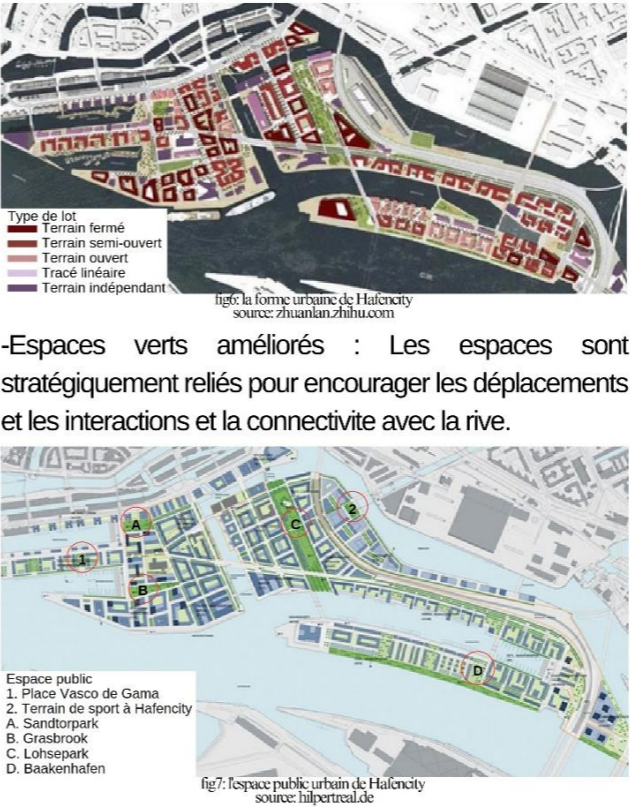 Type de lot
Terrain fermé
Terrain semi-ouvert
Terrain ouvert
Tracé linéaire
Terrain indépendant
fig6: la forme urbaine de Hafencity
source: zhuanlan.zhihu.com
-Espaces verts améliorés : Les espaces sont
stratégiquement reliés pour encourager les déplacements
et les interactions et la connectivite avec la rive.
A
2
C
1
B
D
Espace public
1. Place Vasco de Gama
2. Terrain de sport à Hafencity
A. Sandtorpark
B. Grasbrook
C. Lohsepark
D. Baakenhafen
fig7: l'espace public urbain de Hafencity
source: hilpertreal.de